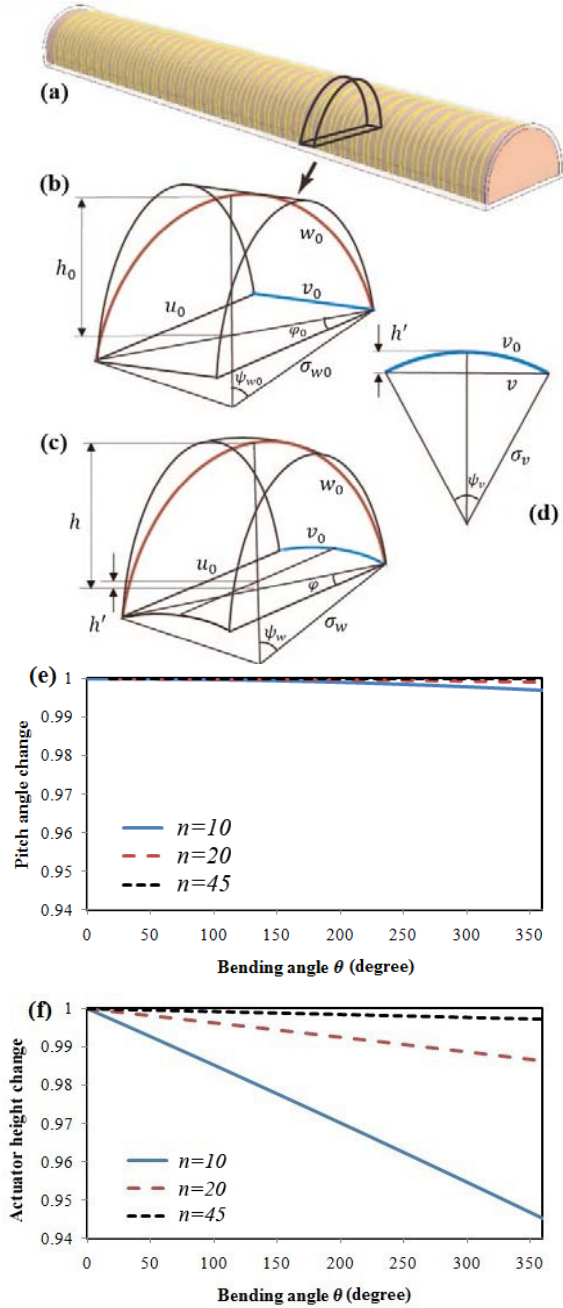 (a)
(b)
h₀
w₀
u₀
v₀
φ₀
ψw0
σw0
h′
v₀
v
σᵥ
ψᵥ
(d)
(c)
h
w₀
v₀
u₀
φ
h′
ψw
σw
(e)
1
0.99
0.98
0.97
0.96
0.95
0.94
Pitch angle change
n=10
n=20
n=45
0 50 100 150 200 250 300 350
Bending angle θ (degree)
(f)
1
0.99
0.98
0.97
0.96
0.95
0.94
Actuator height change
n=10
n=20
n=45
0 50 100 150 200 250 300 350
Bending angle θ (degree)